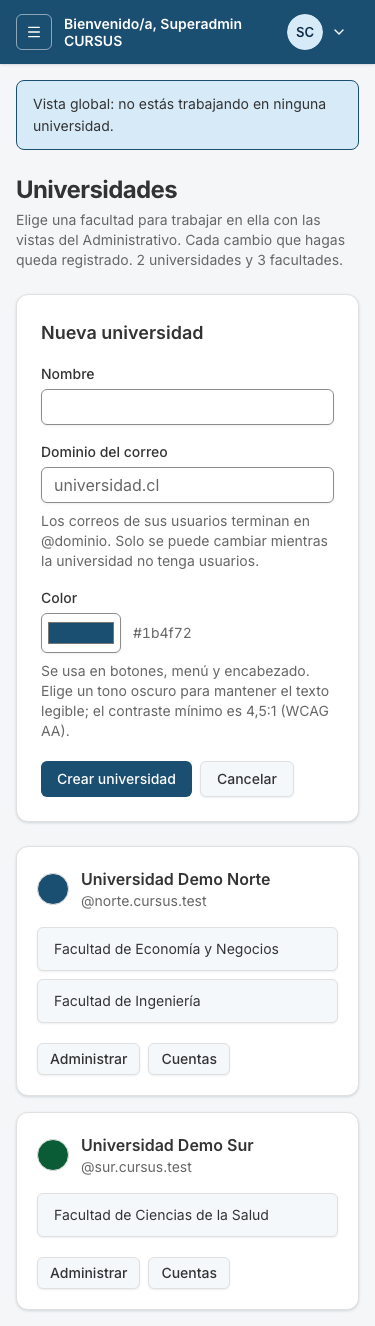 Bienvenido/a, Superadmin
CURSUS
SC
Vista global: no estás trabajando en ninguna
universidad.
Universidades
Elige una facultad para trabajar en ella con las
vistas del Administrativo. Cada cambio que hagas
queda registrado. 2 universidades y 3 facultades.
Nueva universidad
Nombre
Dominio del correo
universidad.cl
Los correos de sus usuarios terminan en
@dominio. Solo se puede cambiar mientras
la universidad no tenga usuarios.
Color
#1b4f72
Se usa en botones, menú y encabezado.
Elige un tono oscuro para mantener el texto
legible; el contraste mínimo es 4,5:1 (WCAG
AA).
Crear universidad
Cancelar
Universidad Demo Norte
@norte.cursus.test
Facultad de Economía y Negocios
Facultad de Ingeniería
Administrar
Cuentas
Universidad Demo Sur
@sur.cursus.test
Facultad de Ciencias de la Salud
Administrar
Cuentas